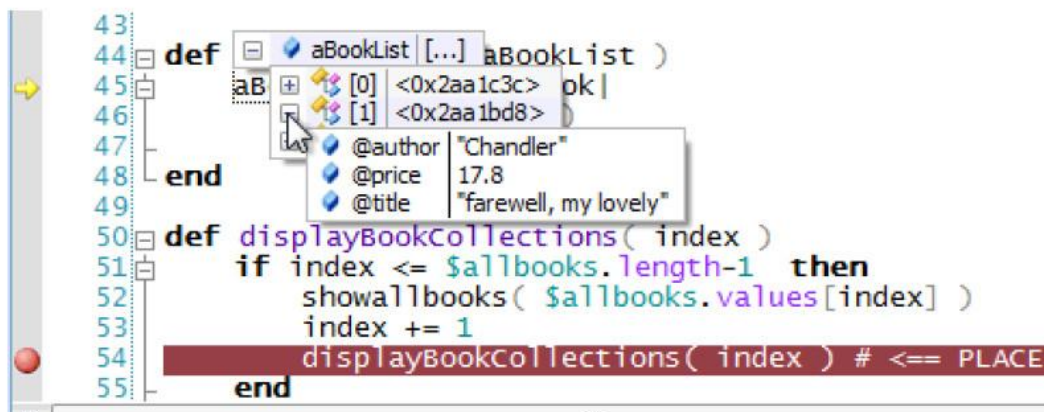 43
44 def aBookList [...] aBookList )
45 aB [0] <0x2aa1c3c> ok|
46 [1] <0x2aa1bd8> )
47 @author "Chandler"
48 end @price 17.8
49 @title "farewell, my lovely"
50 def displayBookCollections( index )
51 if index <= $allbooks.length-1 then
52 showallbooks( $allbooks.values[index] )
53 index += 1
54 displayBookCollections( index ) # <== PLACE
55 end